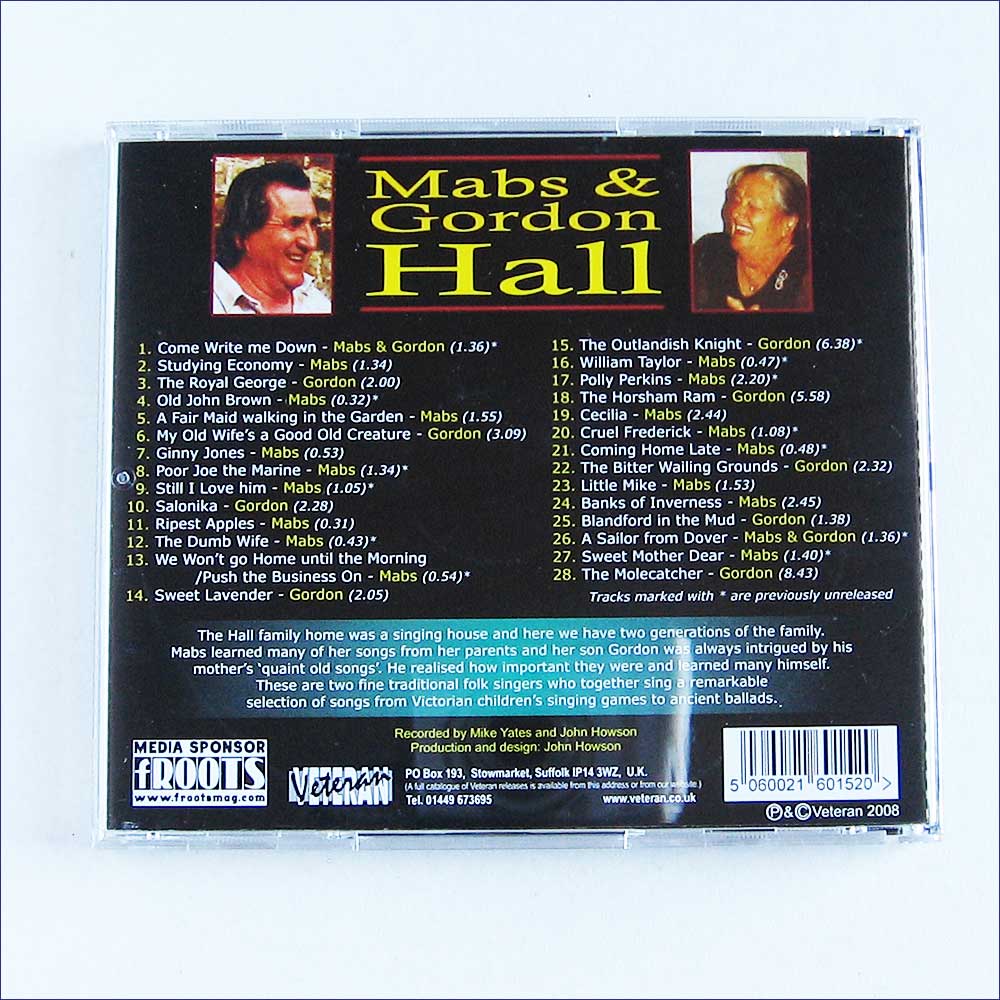 Mabs &
Gordon
Hall
1. Come Write me Down - Mabs & Gordon (1.36)*
2. Studying Economy - Mabs (1.34)
3. The Royal George - Gordon (2.00)
4. Old John Brown - Mabs (0.32)*
5. A Fair Maid walking in the Garden - Mabs (1.55)
6. My Old Wife's a Good Old Creature - Gordon (3.09)
7. Ginny Jones - Mabs (0.53)
8. Poor Joe the Marine - Mabs (1.34)*
9. Still I Love him - Mabs (1.05)*
10. Salonika - Gordon (2.28)
11. Ripest Apples - Mabs (0.31)
12. The Dumb Wife - Mabs (0.43)*
13. We Won't go Home until the Morning
/Push the Business On - Mabs (0.54)*
14. Sweet Lavender - Gordon (2.05)
15. The Outlandish Knight - Gordon (6.38)*
16. William Taylor - Mabs (0.47)*
17. Polly Perkins - Mabs (2.20)*
18. The Horsham Ram - Gordon (5.58)
19. Cecilia - Mabs (2.44)
20. Cruel Frederick - Mabs (1.08)*
21. Coming Home Late - Mabs (0.48)*
22. The Bitter Wailing Grounds - Gordon (2.32)
23. Little Mike - Mabs (1.53)
24. Banks of Inverness - Mabs (2.45)
25. Blandford in the Mud - Gordon (1.38)
26. A Sailor from Dover - Mabs & Gordon (1.36)*
27. Sweet Mother Dear - Mabs (1.40)*
28. The Molecatcher - Gordon (8.43)
Tracks marked with * are previously unreleased
The Hall family home was a singing house and here we have two generations of the family.
Mabs learned many of her songs from her parents and her son Gordon was always intrigued by his
mother's 'quaint old songs'. He realised how important they were and learned many himself.
These are two fine traditional folk singers who together sing a remarkable
selection of songs from Victorian children's singing games to ancient ballads.
Recorded by Mike Yates and John Howson
Production and design: John Howson
MEDIA SPONSOR
fROOTS
www.frootsmag.com
Veteran
VETERAN
PO Box 193, Stowmarket, Suffolk IP14 3WZ, U.K.
(A full catalogue of Veteran releases is available from this address or from our website.)
Tel. 01449 673695 www.veteran.co.uk
5 060021 601520 >
Ⓟ&©Veteran 2008